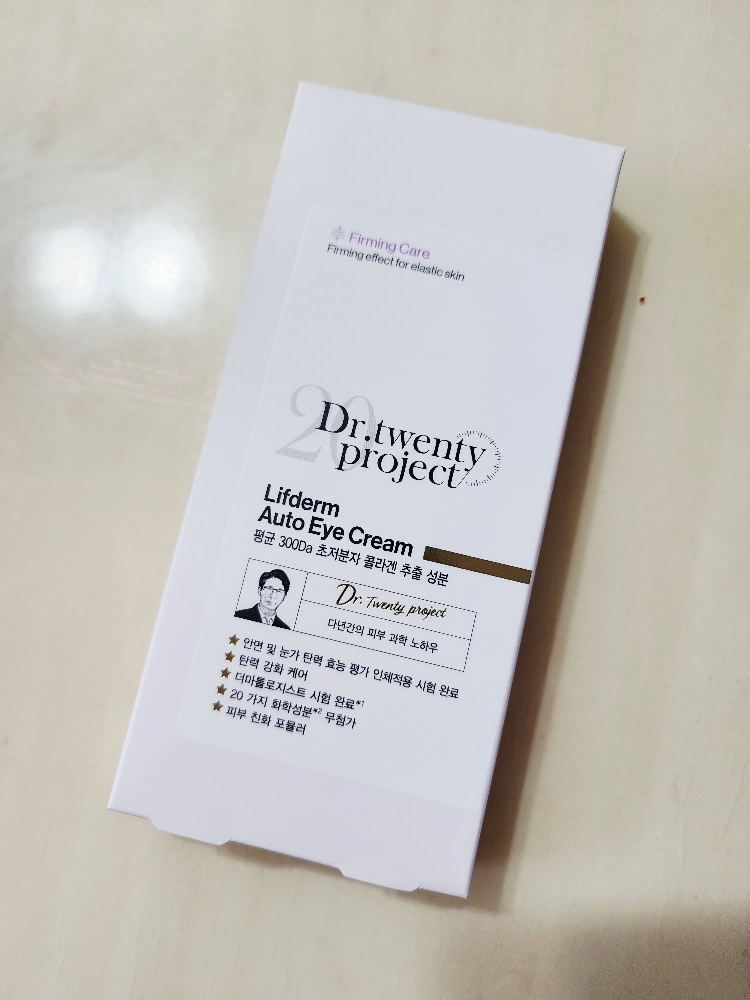 Firming Care
Firming effect for elastic skin
20
Dr.twenty
project
Lifderm
Auto Eye Cream
평균 300Da 초저분자 콜라겐 추출 성분
Dr. Twenty project
다년간의 피부 과학 노하우
안면 및 눈가 탄력 효능 평가 인체적용 시험 완료
탄력 강화 케어
더마톨로지스트 시험 완료*1
20 가지 화학성분*2 무첨가
피부 친화 포뮬러